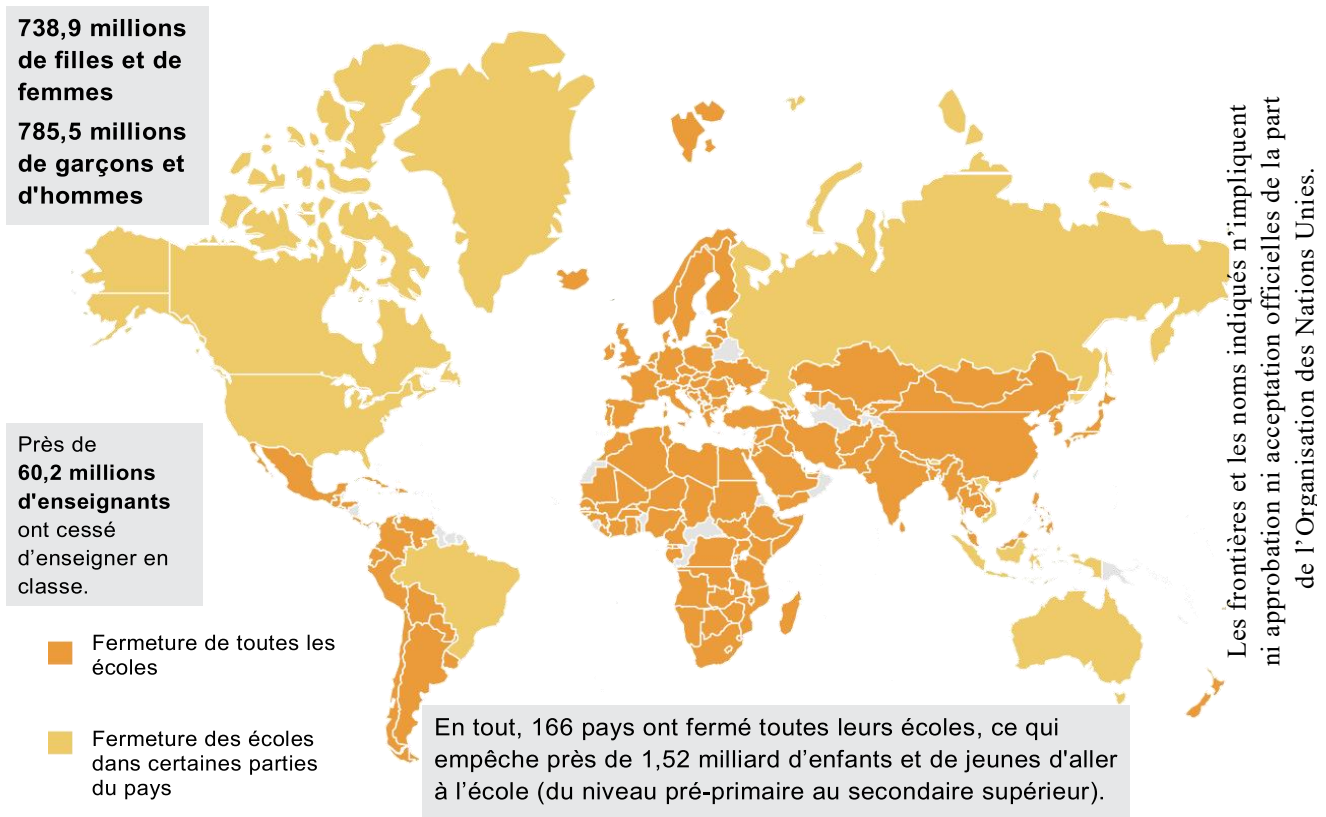 738,9 millions
de filles et de
femmes
785,5 millions
de garçons et
d'hommes
Près de
60,2 millions
d'enseignants
ont cessé
d’enseigner en
classe.
Fermeture de toutes les
écoles
Fermeture des écoles
dans certaines parties
du pays
En tout, 166 pays ont fermé toutes leurs écoles, ce qui
empêche près de 1,52 milliard d’enfants et de jeunes d'aller
à l’école (du niveau pré-primaire au secondaire supérieur).
Les frontières et les noms indiqués n’impliquent
ni approbation ni acceptation officielles de la part
de l’Organisation des Nations Unies.